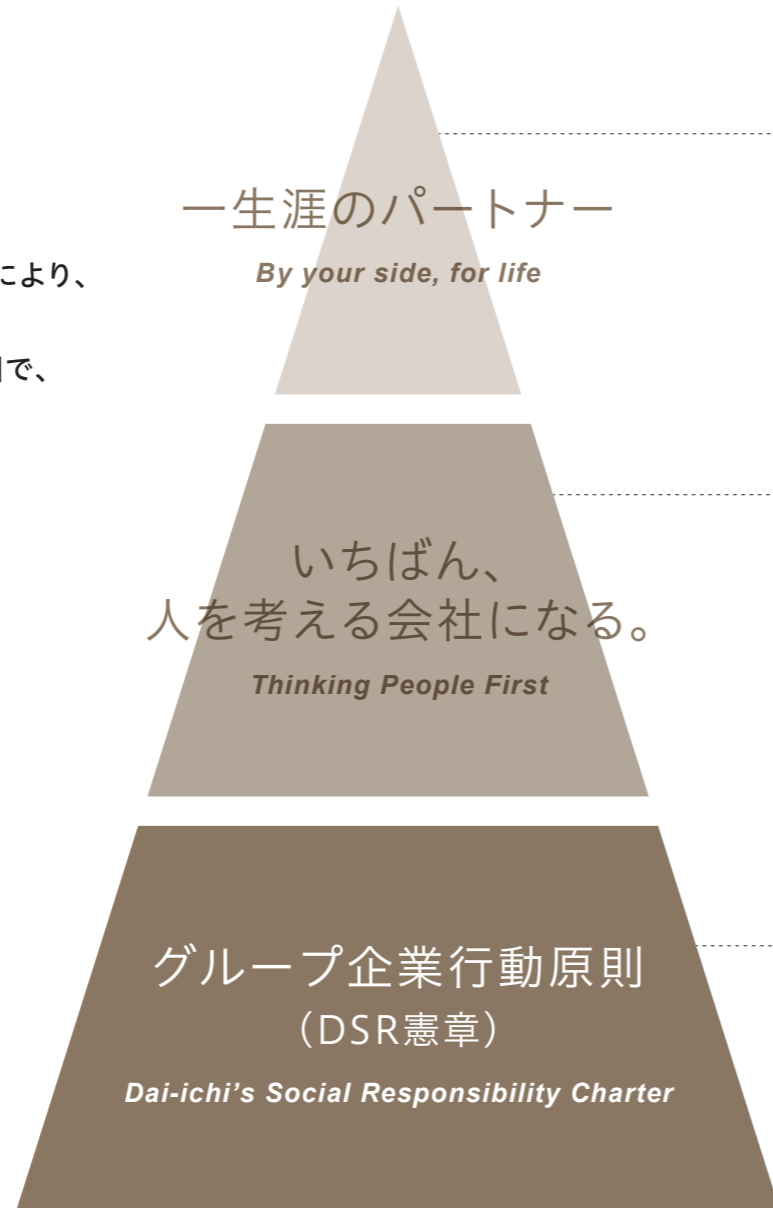 一生涯のパートナー
By your side, for life
により、
で、
いちばん、
人を考える会社になる。
Thinking People First
グループ企業行動原則
（DSR憲章）
Dai-ichi’s Social Responsibility Charter